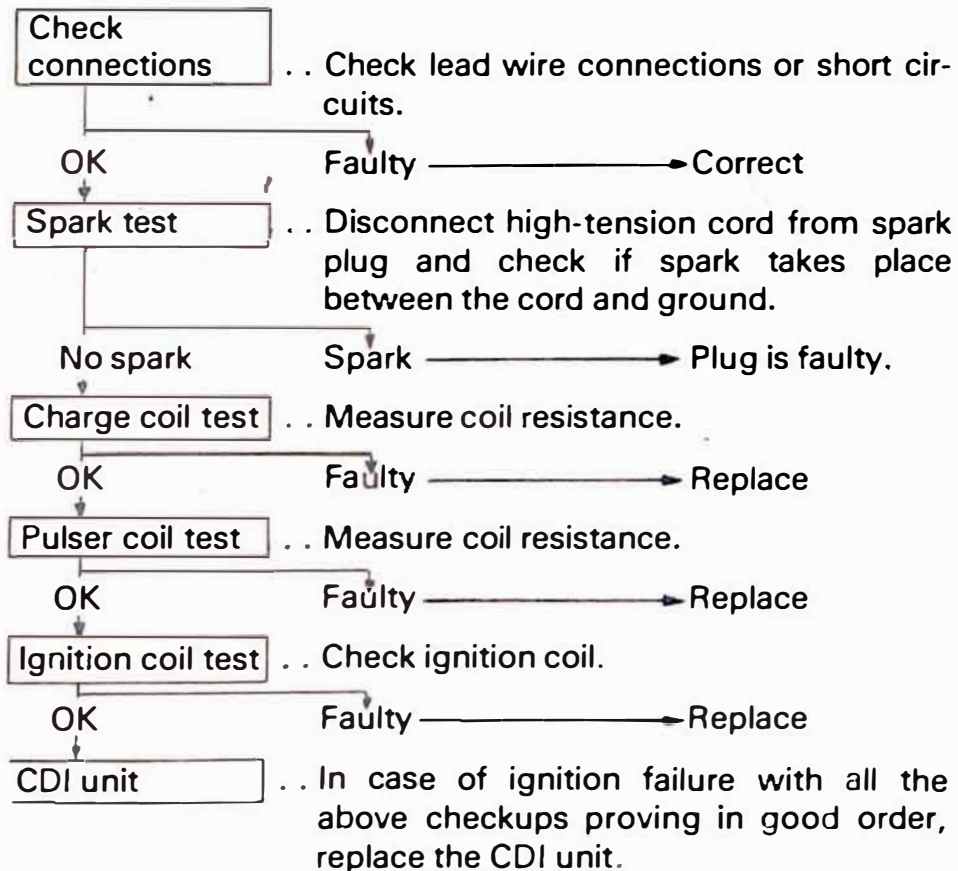 Check
connections . . Check lead wire connections or short cir-
cuits.
OK Faulty Correct
Spark test . . Disconnect high-tension cord from spark
plug and check if spark takes place
between the cord and ground.
No spark Spark Plug is faulty.
Charge coil test . . Measure coil resistance.
OK Faulty Replace
Pulser coil test . . Measure coil resistance.
OK Faulty Replace
Ignition coil test . . Check ignition coil.
OK Faulty Replace
CDI unit . . In case of ignition failure with all the
above checkups proving in good order,
replace the CDI unit.